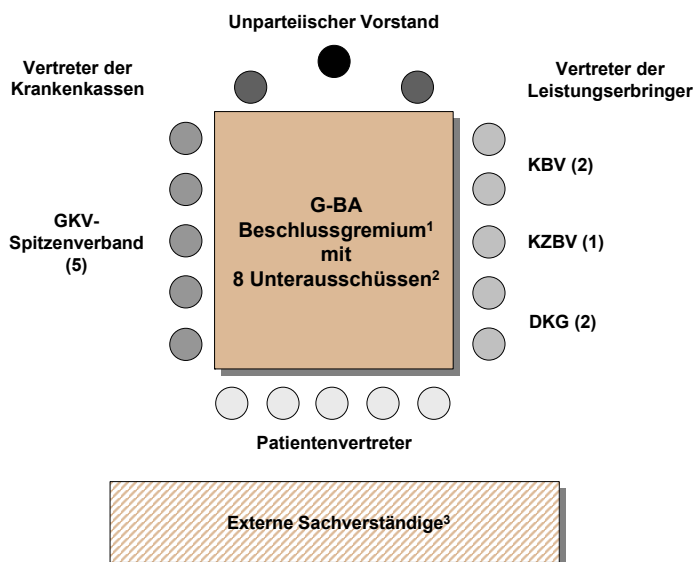 Unparteiischer Vorstand
Vertreter der
Krankenkassen
Vertreter der
Leistungserbringer
GKV-
Spitzenverband
(5)
G-BA
Beschlussgremium¹
mit
8 Unterausschüssen²
KBV (2)
KZBV (1)
DKG (2)
Patientenvertreter
Externe Sachverständige³